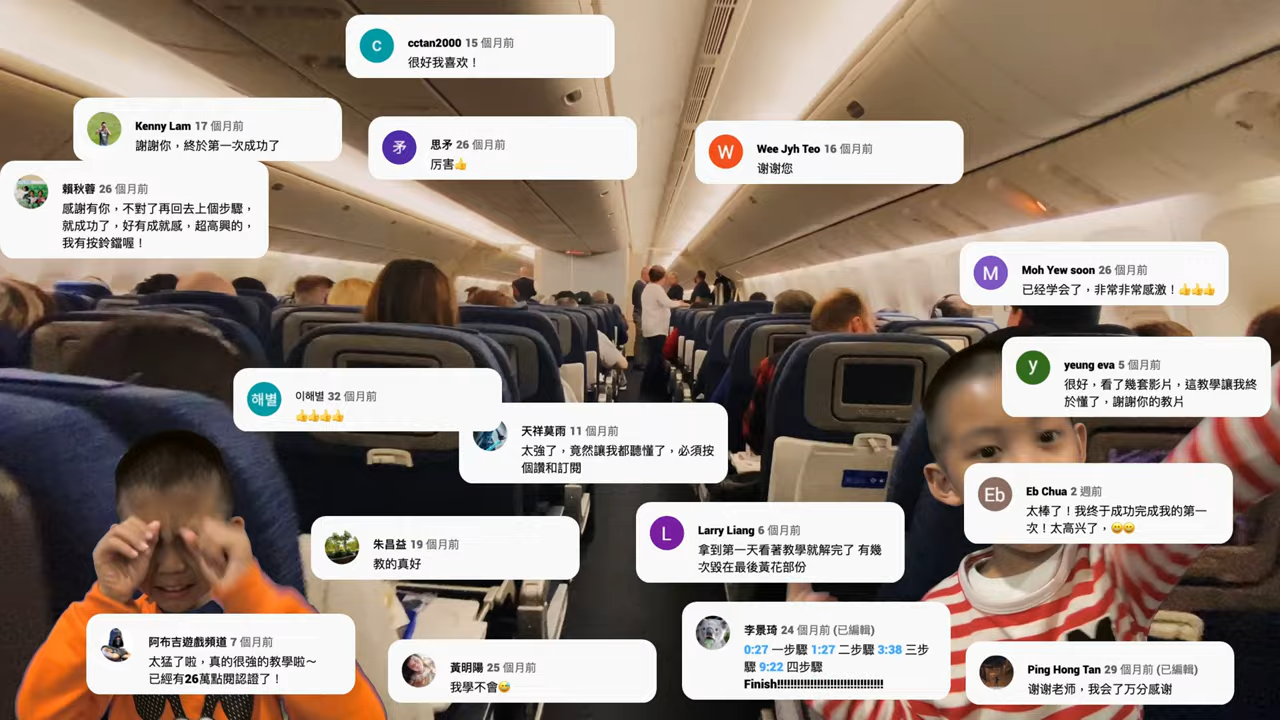 cctan2000 15 個月前
很好我喜欢！
Kenny Lam 17 個月前
謝謝你，終於第一次成功了
思矛 26 個月前
厉害👍
Wee Jyh Teo 16 個月前
谢谢您
賴秋蓉 26 個月前
感謝有你，不對了再回去上個步驟，
就成功了，好有成就感，超高興的，
我有按鈴鐺喔！
Moh Yew soon 26 個月前
已经学会了，非常非常感激！👍👍👍
y
yeung eva 5 個月前
很好，看了幾套影片，這教學讓我終
於懂了，謝謝你的教片
해별
이해별 32 個月前
👍👍👍👍
天祥莫雨 11 個月前
太強了，竟然讓我都聽懂了，必須按
個讚和訂閱
Eb
Eb Chua 2 週前
太棒了！我终于成功完成我的第一
次！太高兴了，😄😄
C
矛
W
M
L
Larry Liang 6 個月前
拿到第一天看著教學就解完了 有幾
次毀在最後黃花部份
朱昌益 19 個月前
教的真好
阿布吉遊戲頻道 7 個月前
太猛了啦，真的很強的教學啦～
已經有26萬點閱認證了！
黃明陽 25 個月前
我學不會😅
李景琦 24 個月前 (已編輯)
0:27 一步驟 1:27 二步驟 3:38 三步
驟 9:22 四步驟
Finish!!!!!!!!!!!!!!!!!!!!!!!!!!!!!!!!
Ping Hong Tan 29 個月前 (已編輯)
谢谢老师，我会了万分感谢